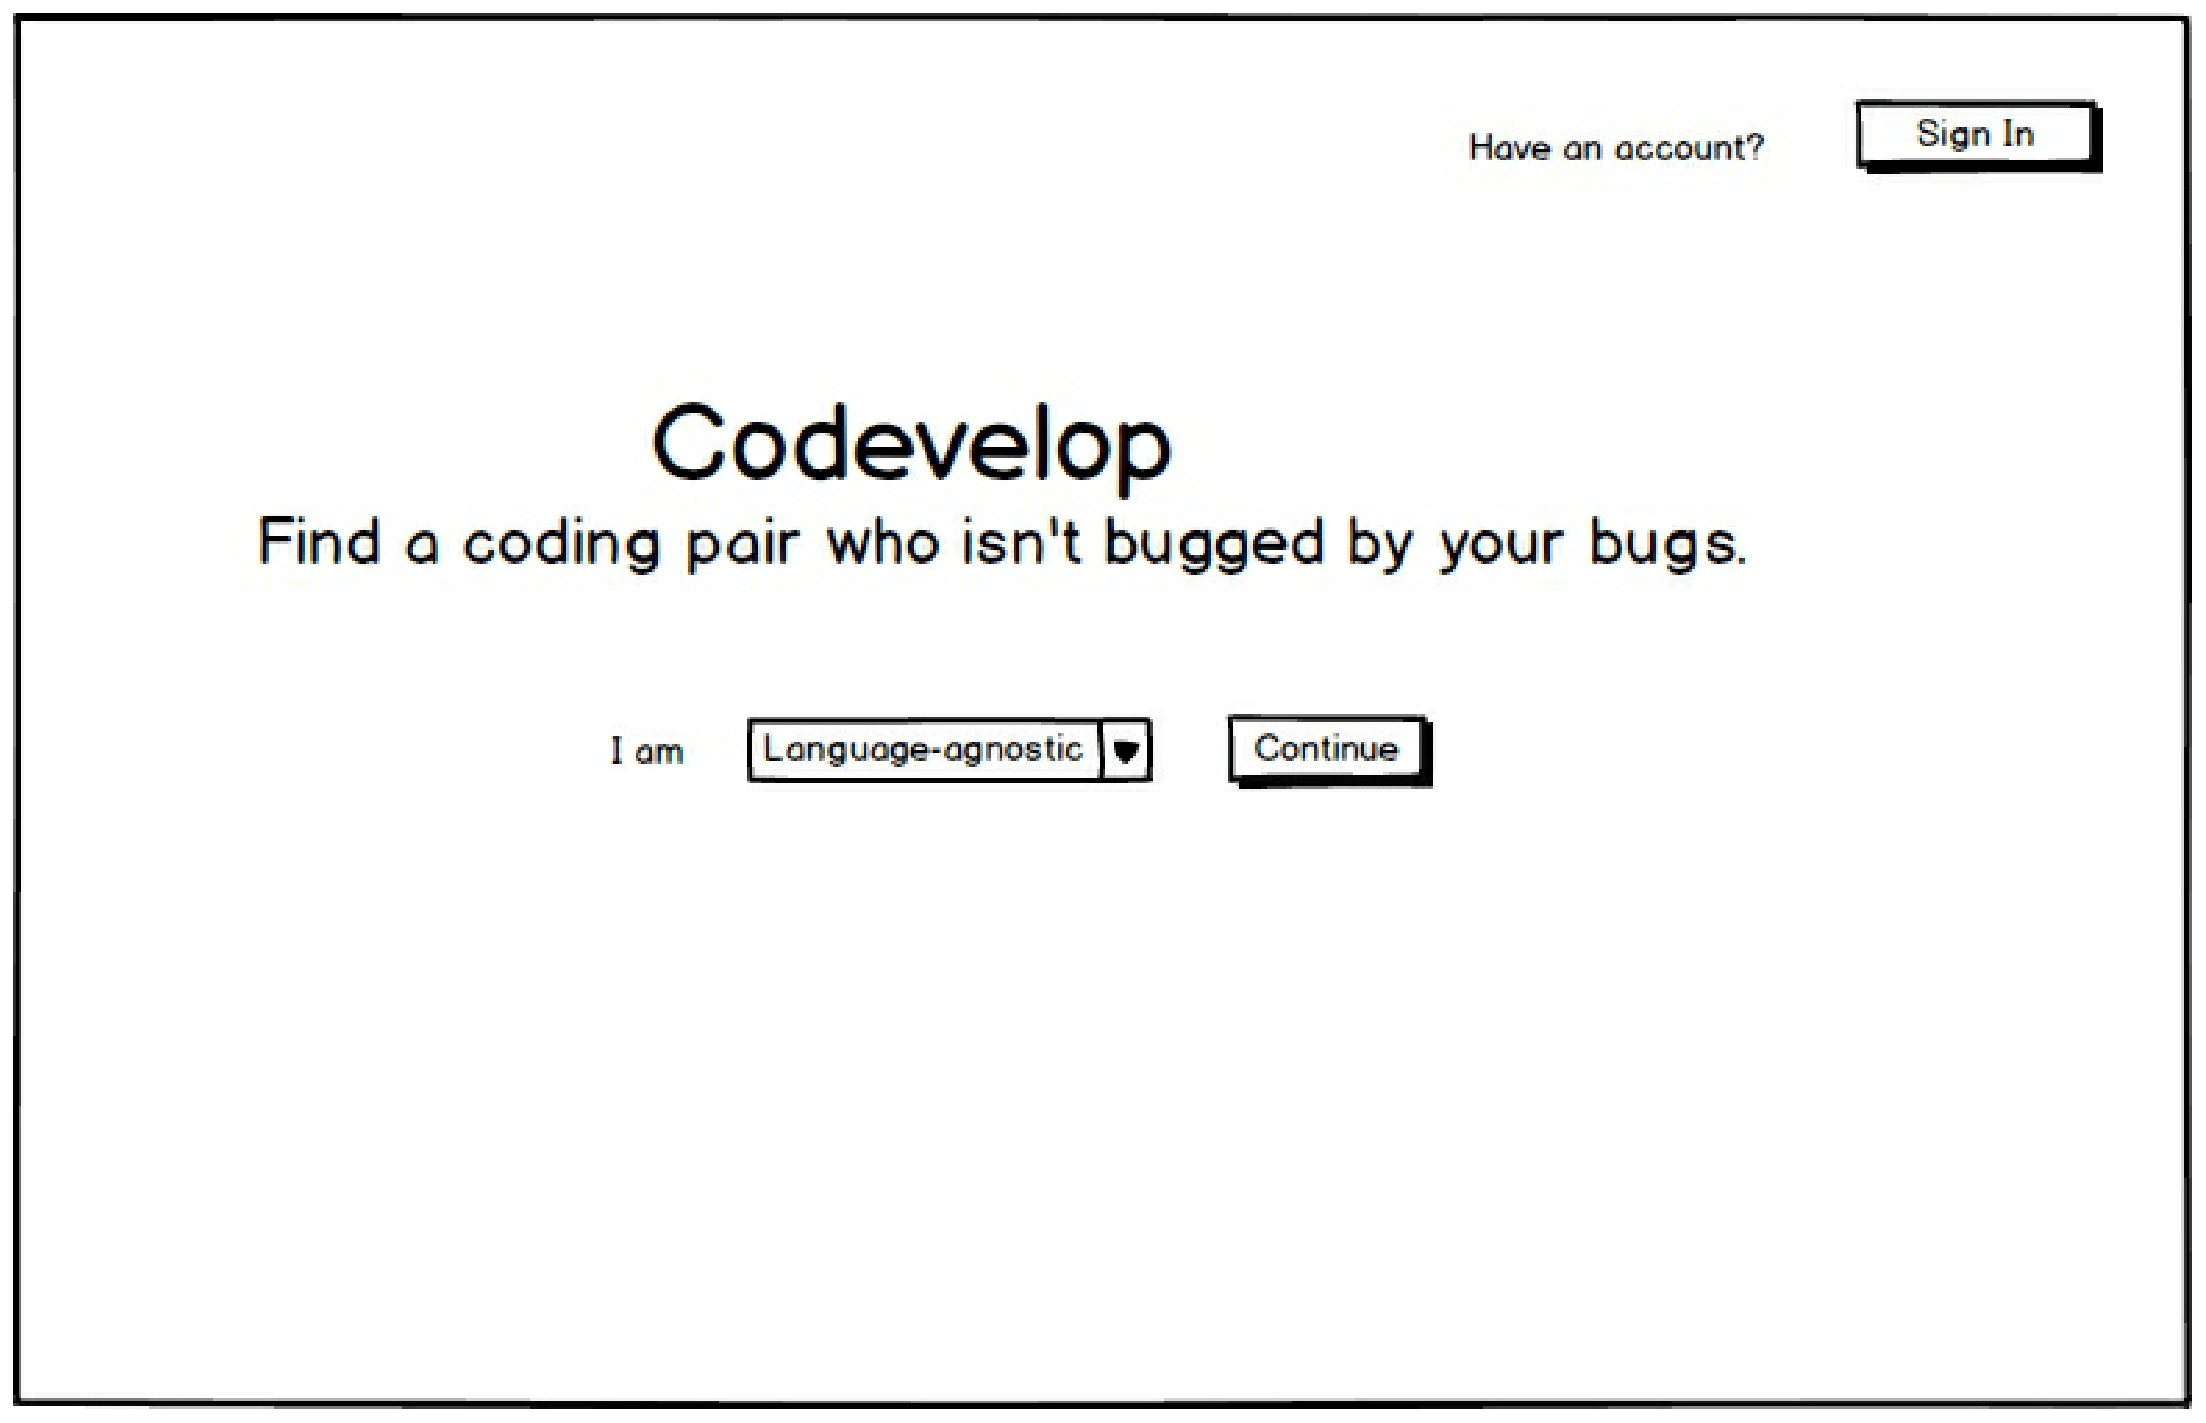 Have an account? Sign In
Codevelop
Find a coding pair who isn't bugged by your bugs.
I am Language-agnostic Continue